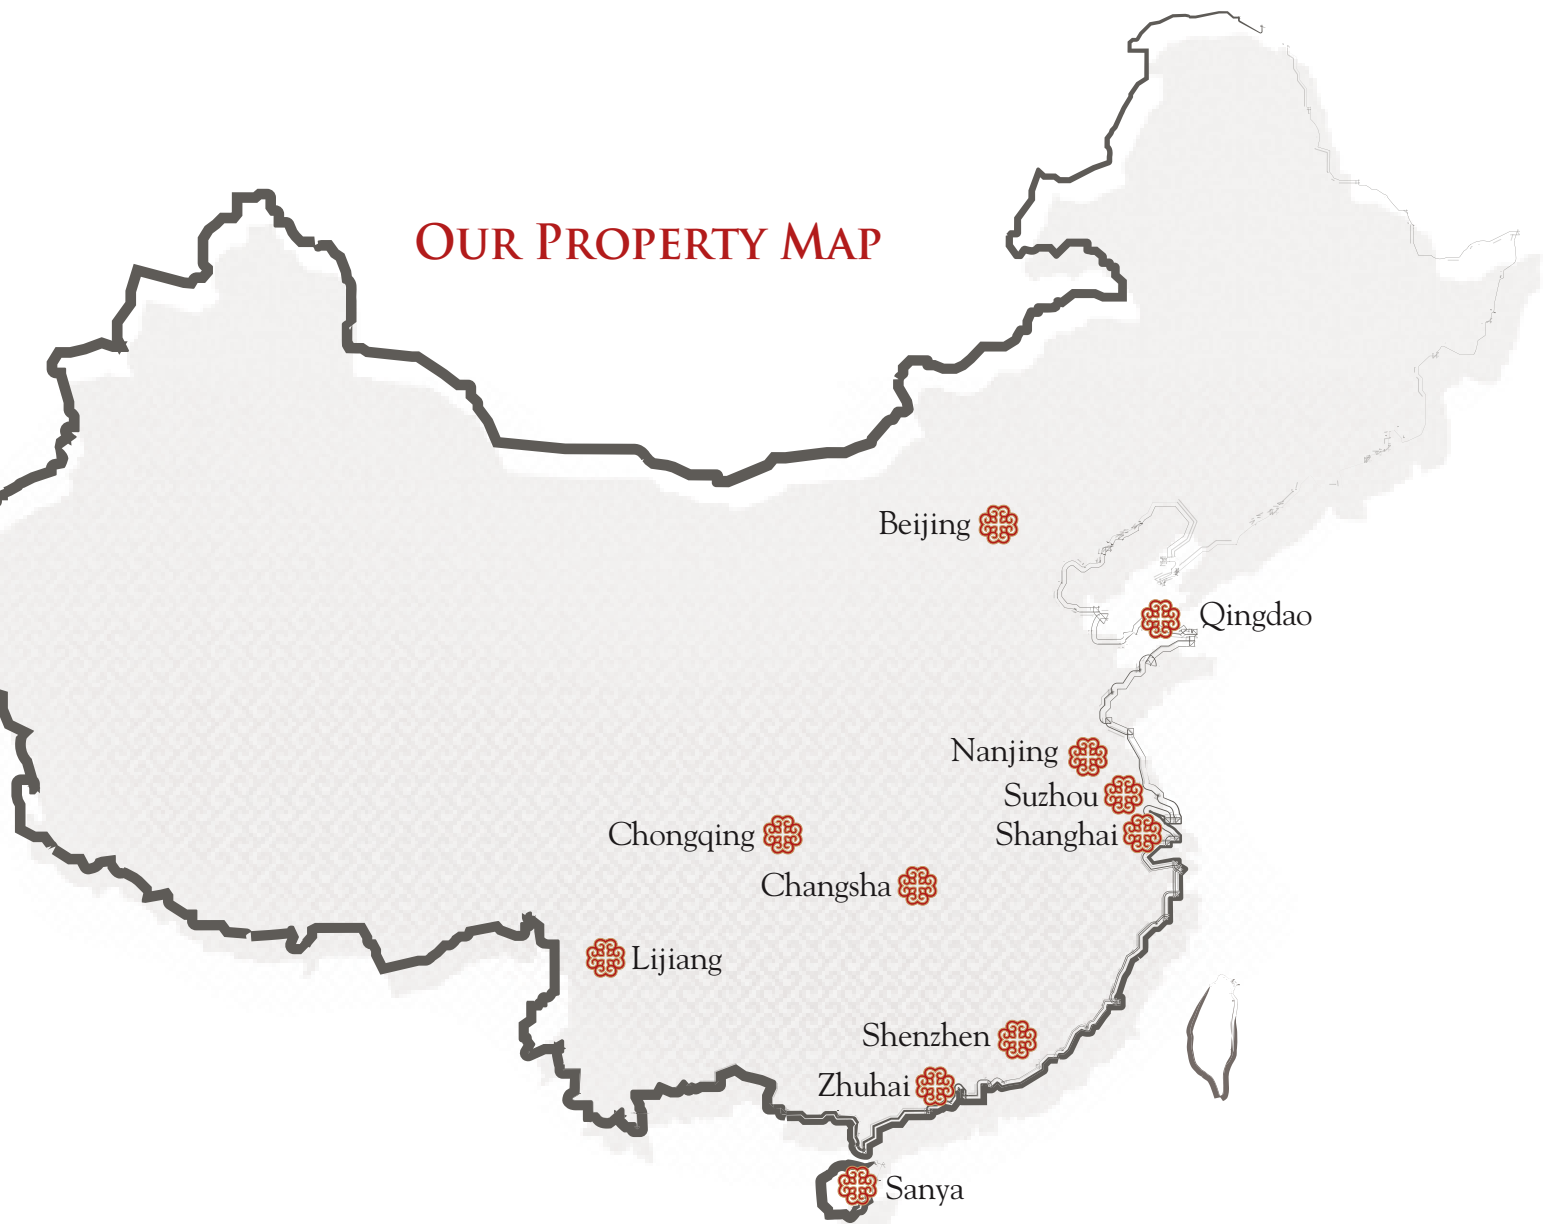 OUR PROPERTY MAP
Beijing
Qingdao
Nanjing
Suzhou
Shanghai
Chongqing
Changsha
Lijiang
Shenzhen
Zhuhai
Sanya